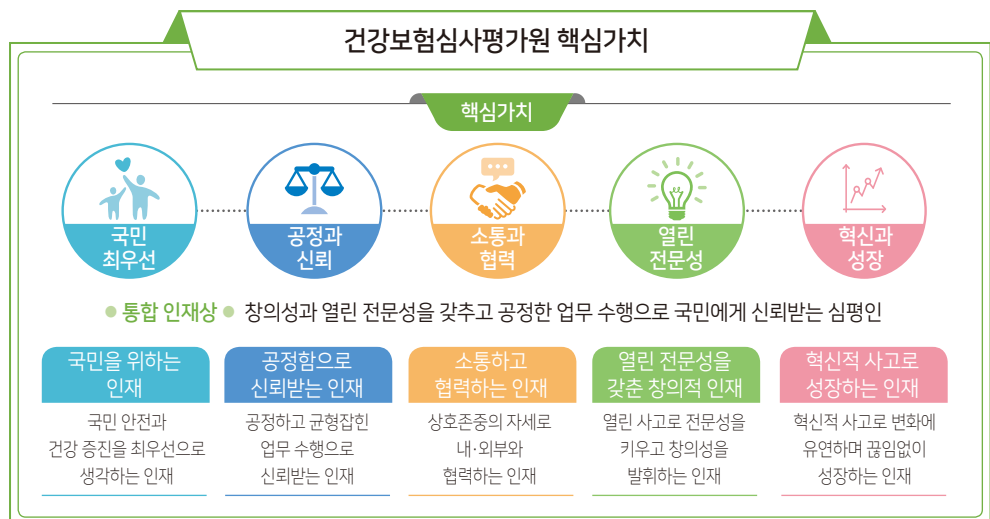 건강보험심사평가원 핵심가치
핵심가치
국민
최우선
공정과
신뢰
소통과
협력
열린
전문성
혁신과
성장
통합 인재상
창의성과 열린 전문성을 갖추고 공정한 업무 수행으로 국민에게 신뢰받는 심평인
국민을 위하는
인재
국민 안전과
건강 증진을 최우선으로
생각하는 인재
공정함으로
신뢰받는 인재
공정하고 균형잡힌
업무 수행으로
신뢰받는 인재
소통하고
협력하는 인재
상호존중의 자세로
내·외부와
협력하는 인재
열린 전문성을
갖춘 창의적 인재
열린 사고로 전문성을
키우고 창의성을
발휘하는 인재
혁신적 사고로
성장하는 인재
혁신적 사고로 변화에
유연하며 끊임없이
성장하는 인재